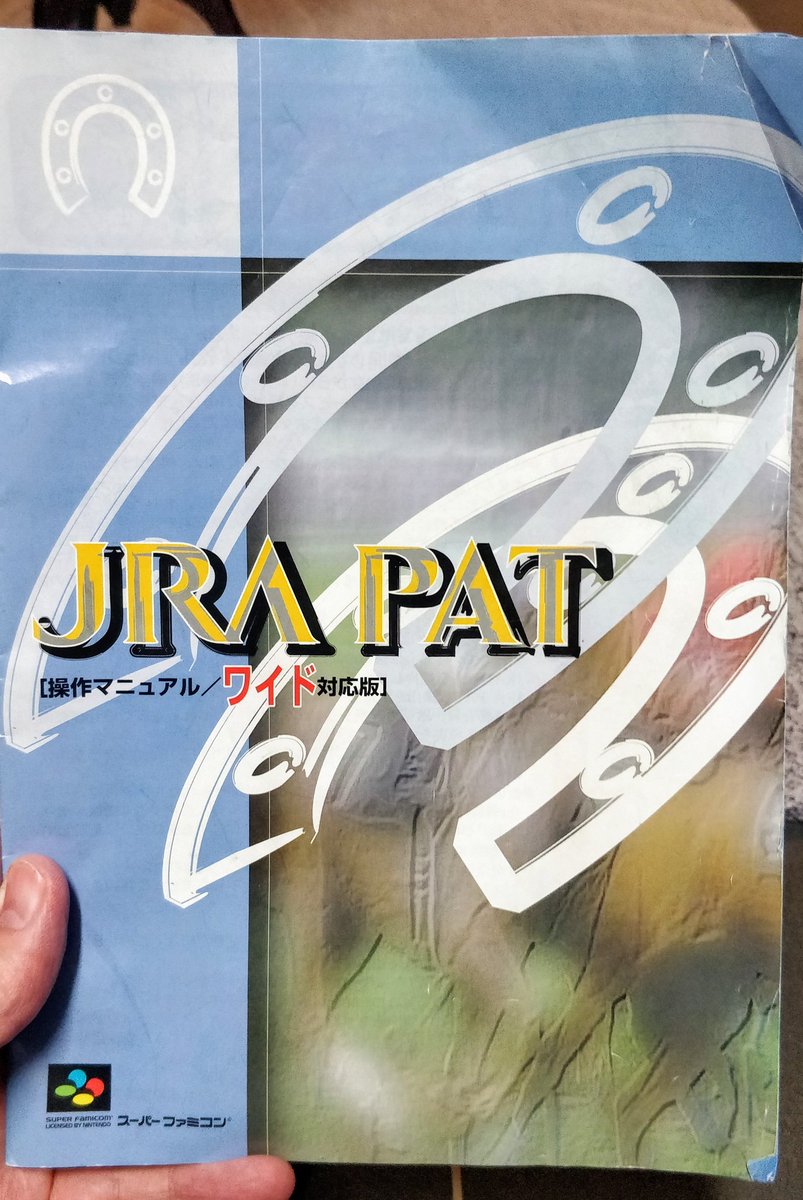 JRA PAT
[操作マニュアル／ワイド対応版]
SUPER FAMICOM
LICENSED BY NINTENDO
スーパーファミコン®